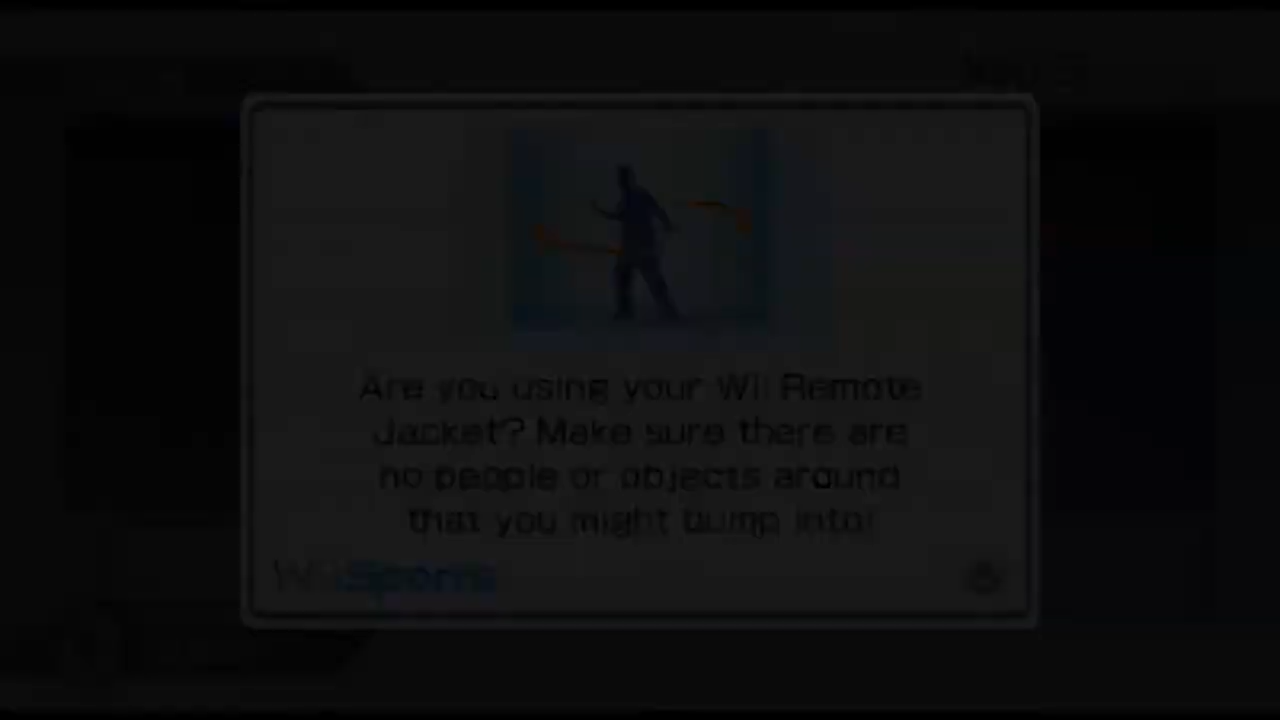 Are you using your Wii Remote
Jacket? Make sure there are
no people or objects around
that you might bump into!
Wii Sports